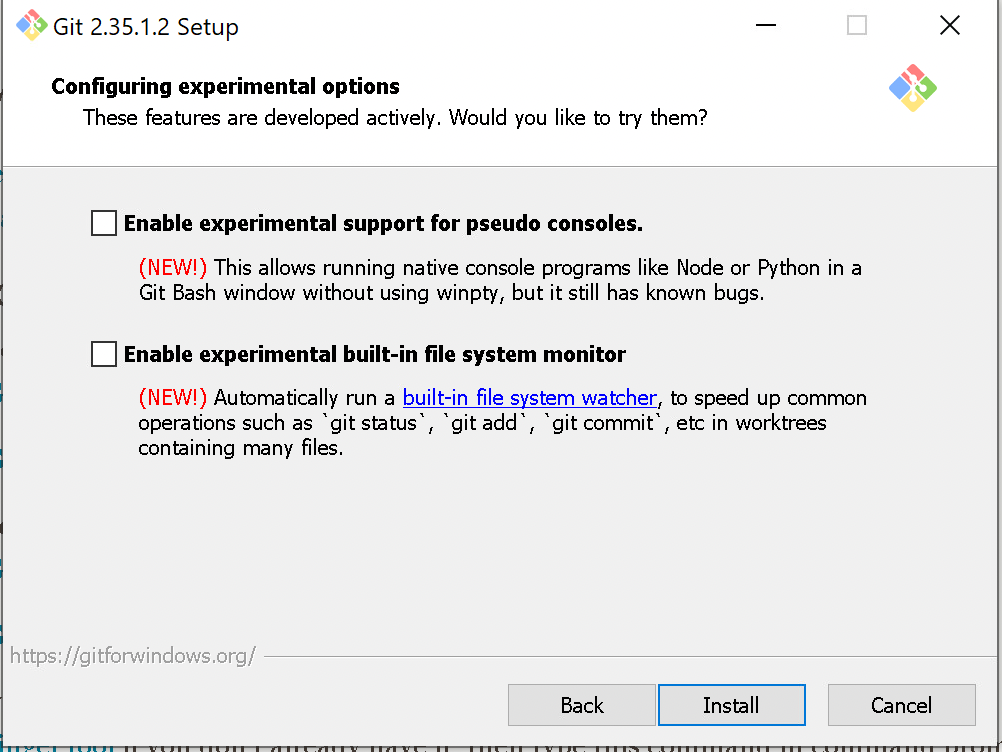 Git 2.35.1.2 Setup
Configuring experimental options
These features are developed actively. Would you like to try them?
Enable experimental support for pseudo consoles.
(NEW!) This allows running native console programs like Node or Python in a
Git Bash window without using winpty, but it still has known bugs.
Enable experimental built-in file system monitor
(NEW!) Automatically run a built-in file system watcher, to speed up common
operations such as `git status`, `git add`, `git commit`, etc in worktrees
containing many files.
https://gitforwindows.org/
Back Install Cancel